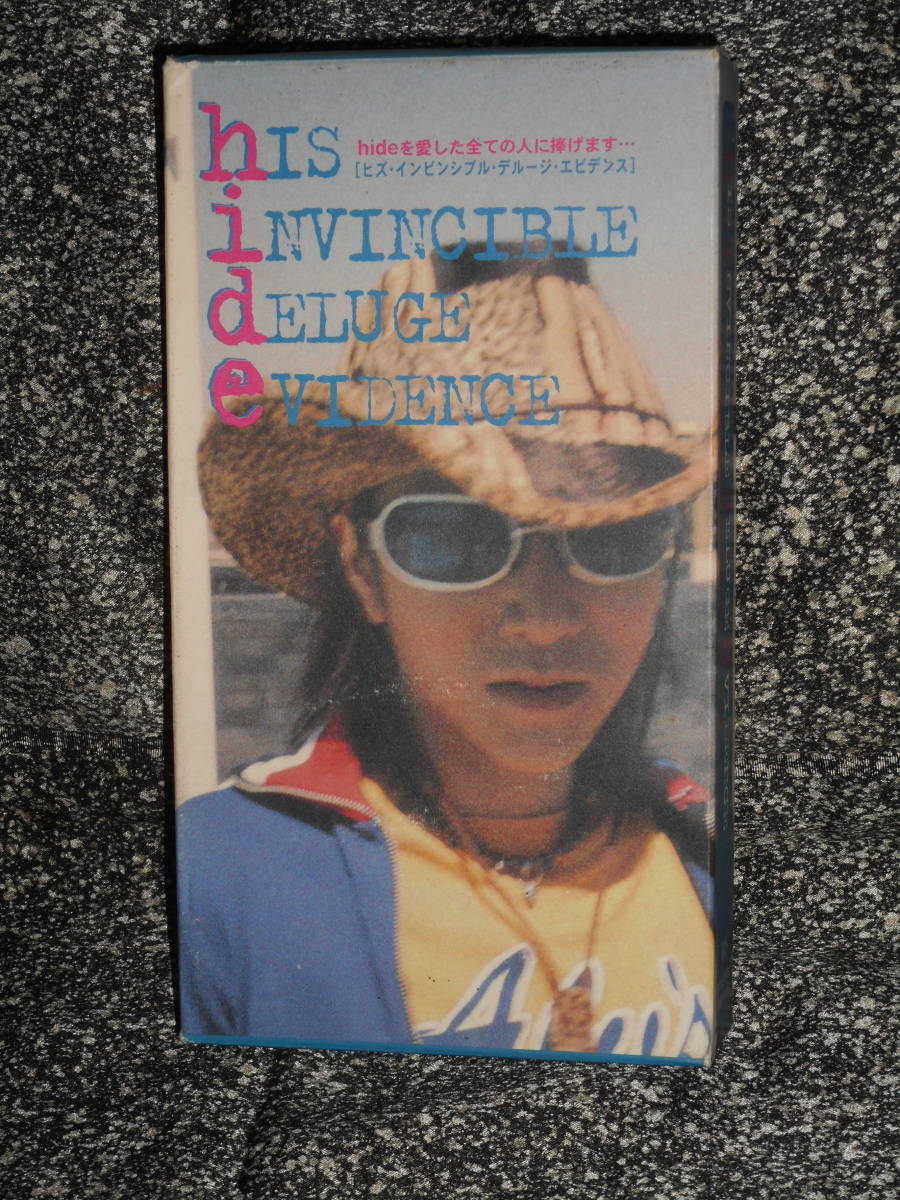 hIS
hideを愛した全ての人に捧げます…
[ヒズ・インビンシブル・デルージ・エビデンス]
iNVINCIBLE
dELUGE
eVIDENCE